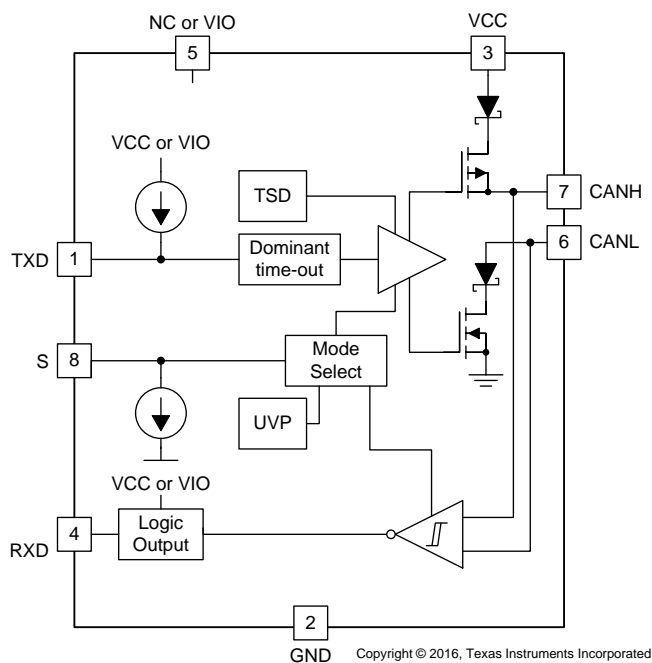 NC or VIO
VCC
5
3
VCC or VIO
TSD
7
CANH
6
CANL
TXD
1
Dominant
time-out
S
8
Mode
Select
UVP
VCC or VIO
RXD
4
Logic
Output
2
GND
Copyright © 2016, Texas Instruments Incorporated